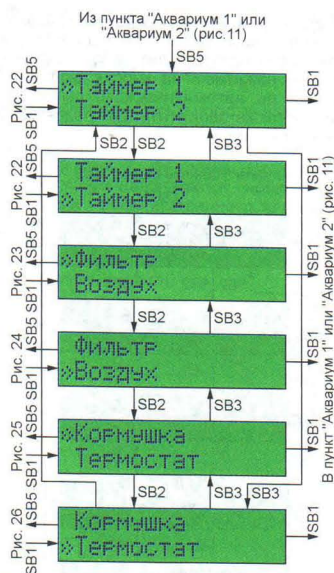 Из пункта "Аквариум 1" или
"Аквариум 2" (рис.11)
SB5
Рис. 22
SB5
SB1
»Таймер 1
Таймер 2
SB1
SB2
SB2
SB3
Рис. 22
SB5
SB1
Таймер 1
»Таймер 2
SB1
SB2
SB3
Рис. 23
SB5
SB1
»Фильтр
Воздух
SB1
SB2
SB3
Рис. 24
SB5
SB1
Фильтр
»Воздух
SB1
SB2
SB3
Рис. 25
SB5
SB1
»Кормушка
Термостат
SB1
SB2
SB3
SB3
Рис. 26
SB5
SB1
Кормушка
»Термостат
SB1
В пункт "Аквариум 1" или "Аквариум 2" (рис. 11)